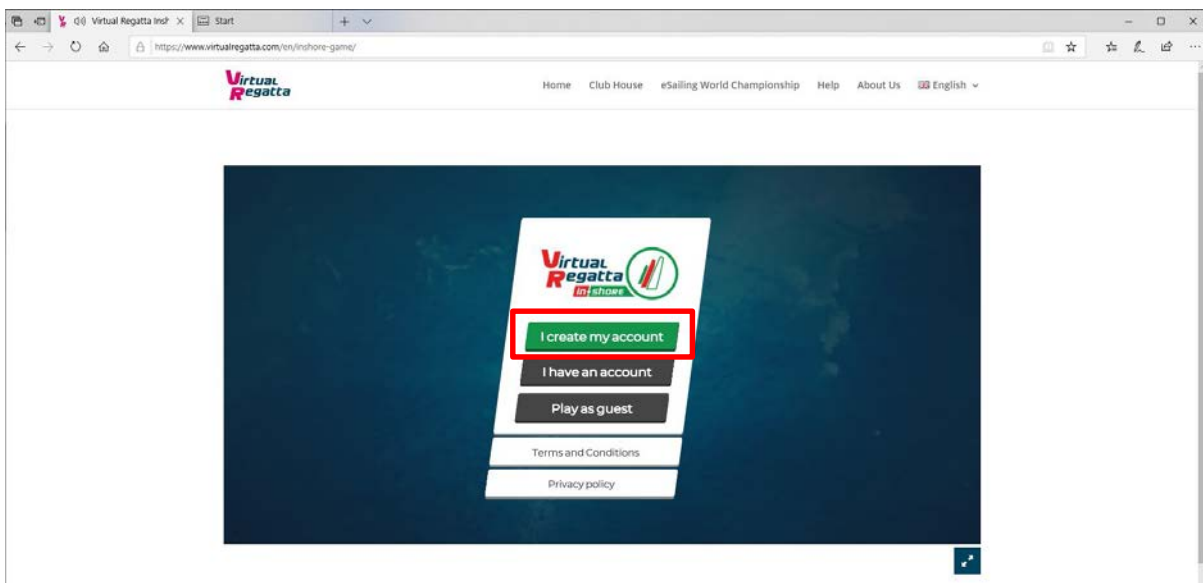 Virtual Regatta Insh
Start
https://www.virtualregatta.com/en/inshore-game/
Virtual
Regatta
Home Club House eSailing World Championship Help About Us English
Virtual
Regatta
in shore
I create my account
I have an account
Play as guest
Terms and Conditions
Privacy policy